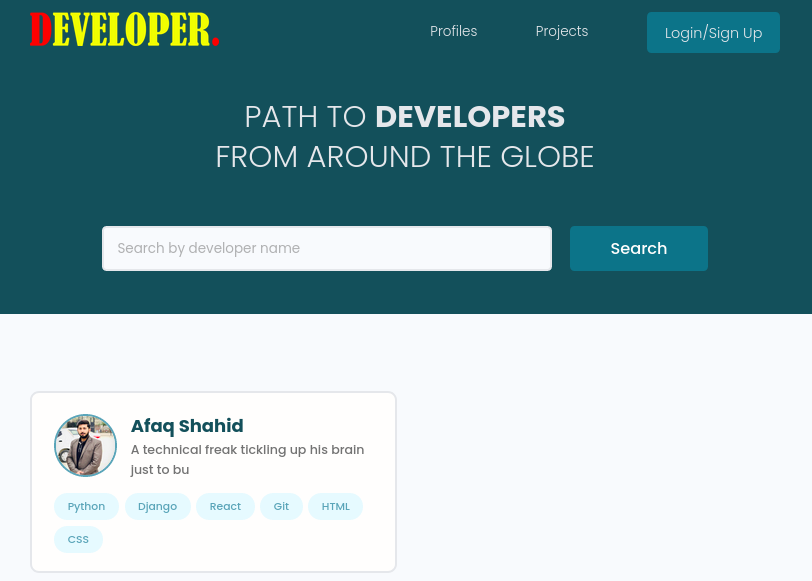 DEVELOPER.
Profiles
Projects
Login/Sign Up
PATH TO DEVELOPERS
FROM AROUND THE GLOBE
Search by developer name
Search
Afaq Shahid
A technical freak tickling up his brain
just to bu
Python
Django
React
Git
HTML
CSS